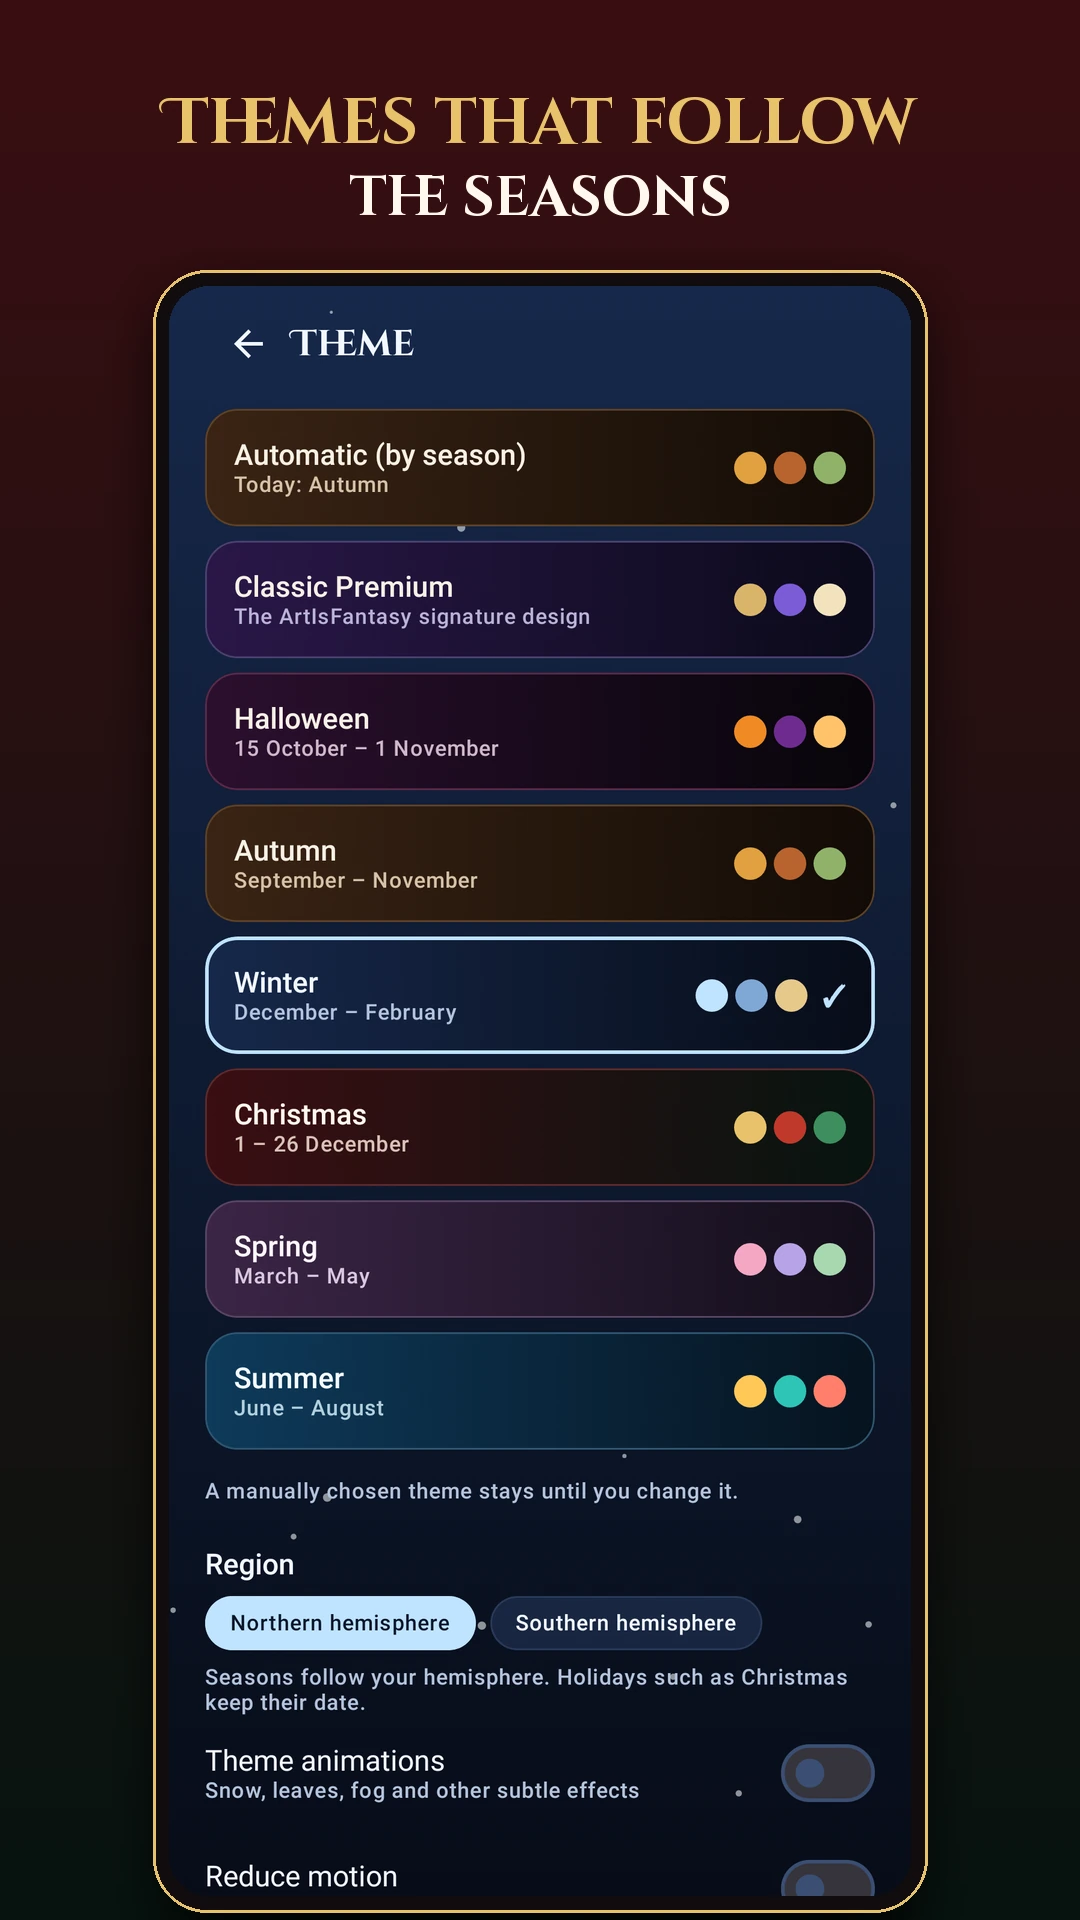 THEMES THAT FOLLOW
THE SEASONS
THEME
Automatic (by season)
Today: Autumn
Classic Premium
The ArtIsFantasy signature design
Halloween
15 October – 1 November
Autumn
September – November
Winter
December – February
Christmas
1 – 26 December
Spring
March – May
Summer
June – August
A manually chosen theme stays until you change it.
Region
Northern hemisphere
Southern hemisphere
Seasons follow your hemisphere. Holidays such as Christmas
keep their date.
Theme animations
Snow, leaves, fog and other subtle effects
Reduce motion